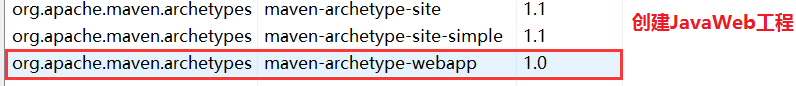 org.apache.maven.archetypes maven-archetype-site 1.1 创建JavaWeb工程
org.apache.maven.archetypes maven-archetype-site-simple 1.1
org.apache.maven.archetypes maven-archetype-webapp 1.0